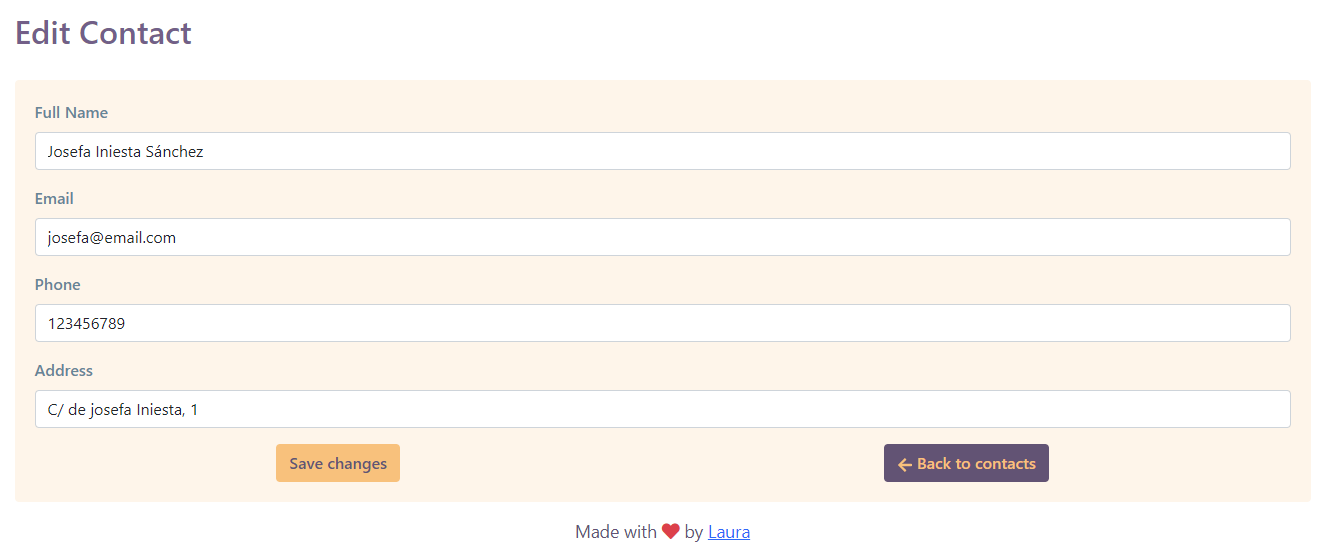 Edit Contact
Full Name
Josefa Iniesta Sánchez
Email
josefa@email.com
Phone
123456789
Address
C/ de josefa Iniesta, 1
Save changes
← Back to contacts
Made with ❤ by Laura